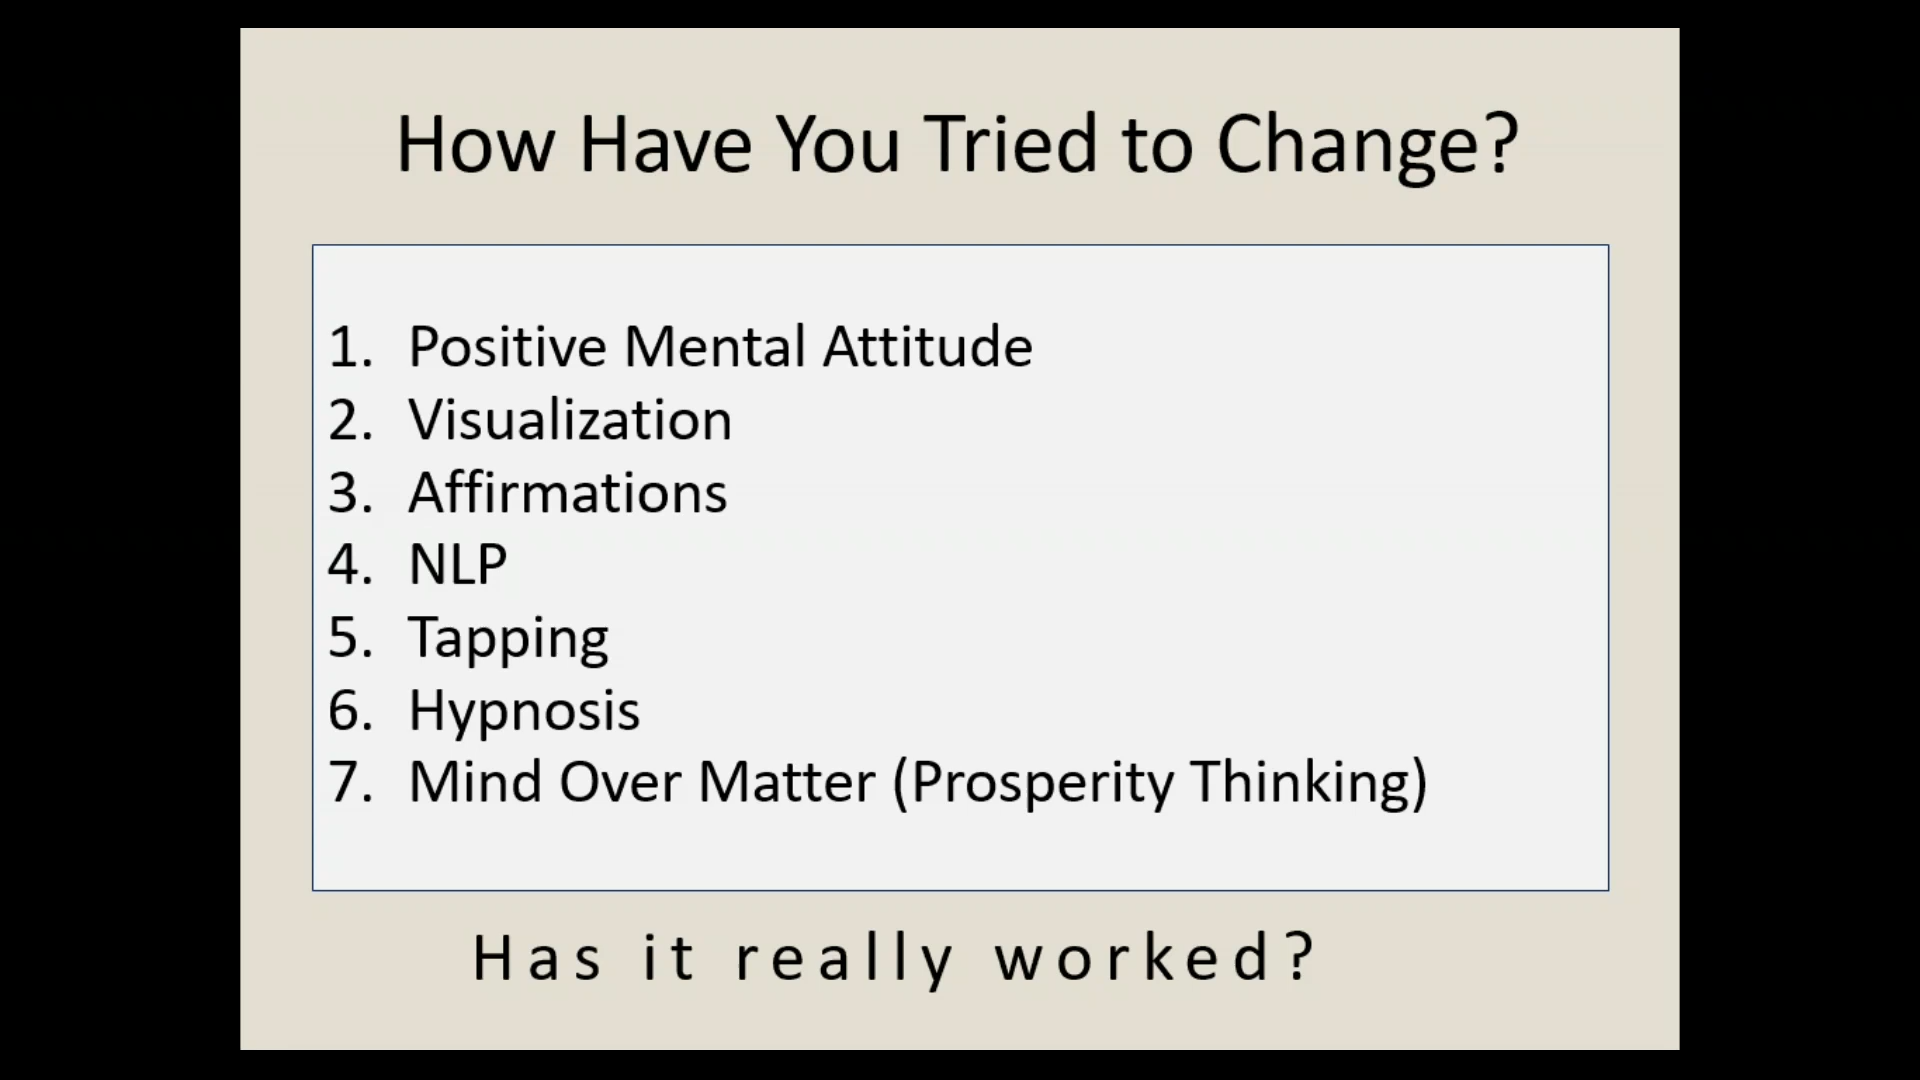 How Have You Tried to Change?
1. Positive Mental Attitude
2. Visualization
3. Affirmations
4. NLP
5. Tapping
6. Hypnosis
7. Mind Over Matter (Prosperity Thinking)
Has it really worked?